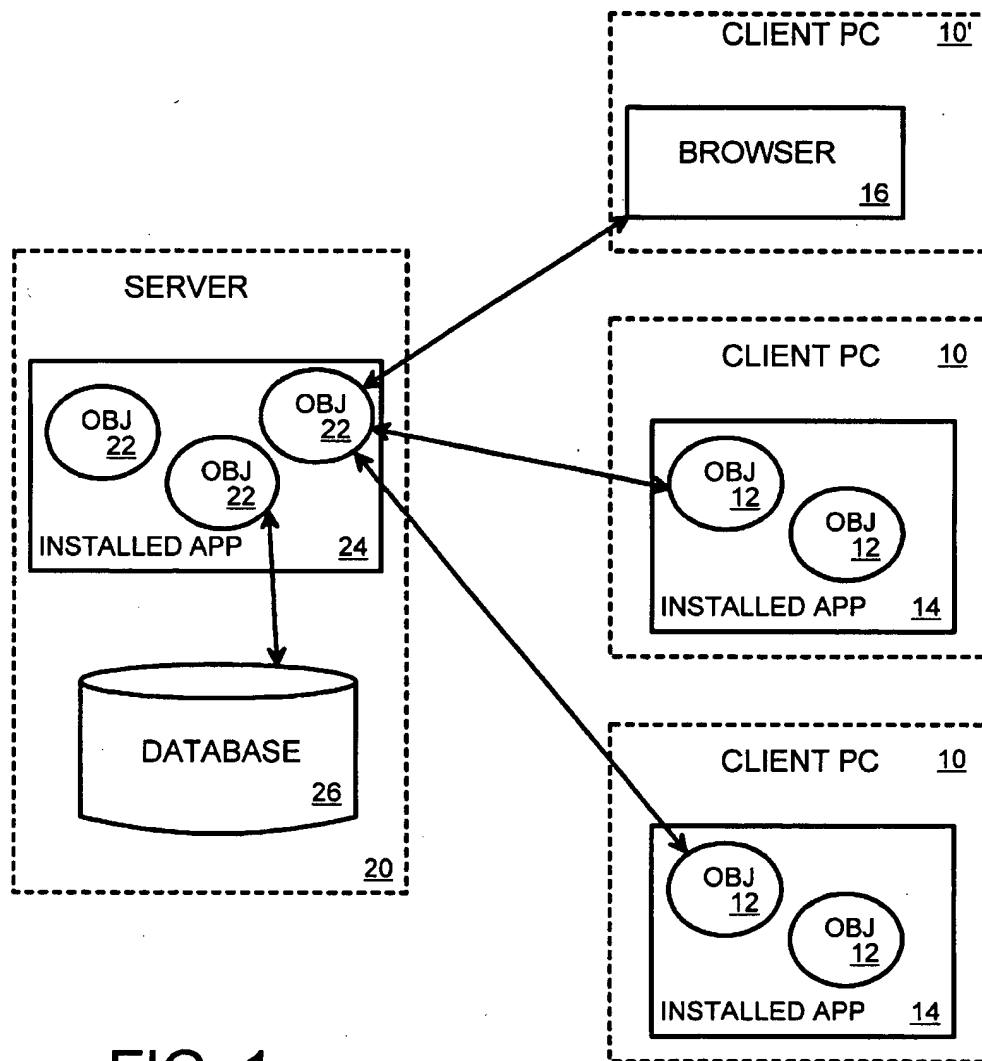 CLIENT PC 10'
BROWSER
16
SERVER
OBJ
22
OBJ
22
OBJ
22
INSTALLED APP 24
DATABASE
26
20
CLIENT PC 10
OBJ
12
OBJ
12
INSTALLED APP 14
CLIENT PC 10
OBJ
12
OBJ
12
INSTALLED APP 14
FIG. 1